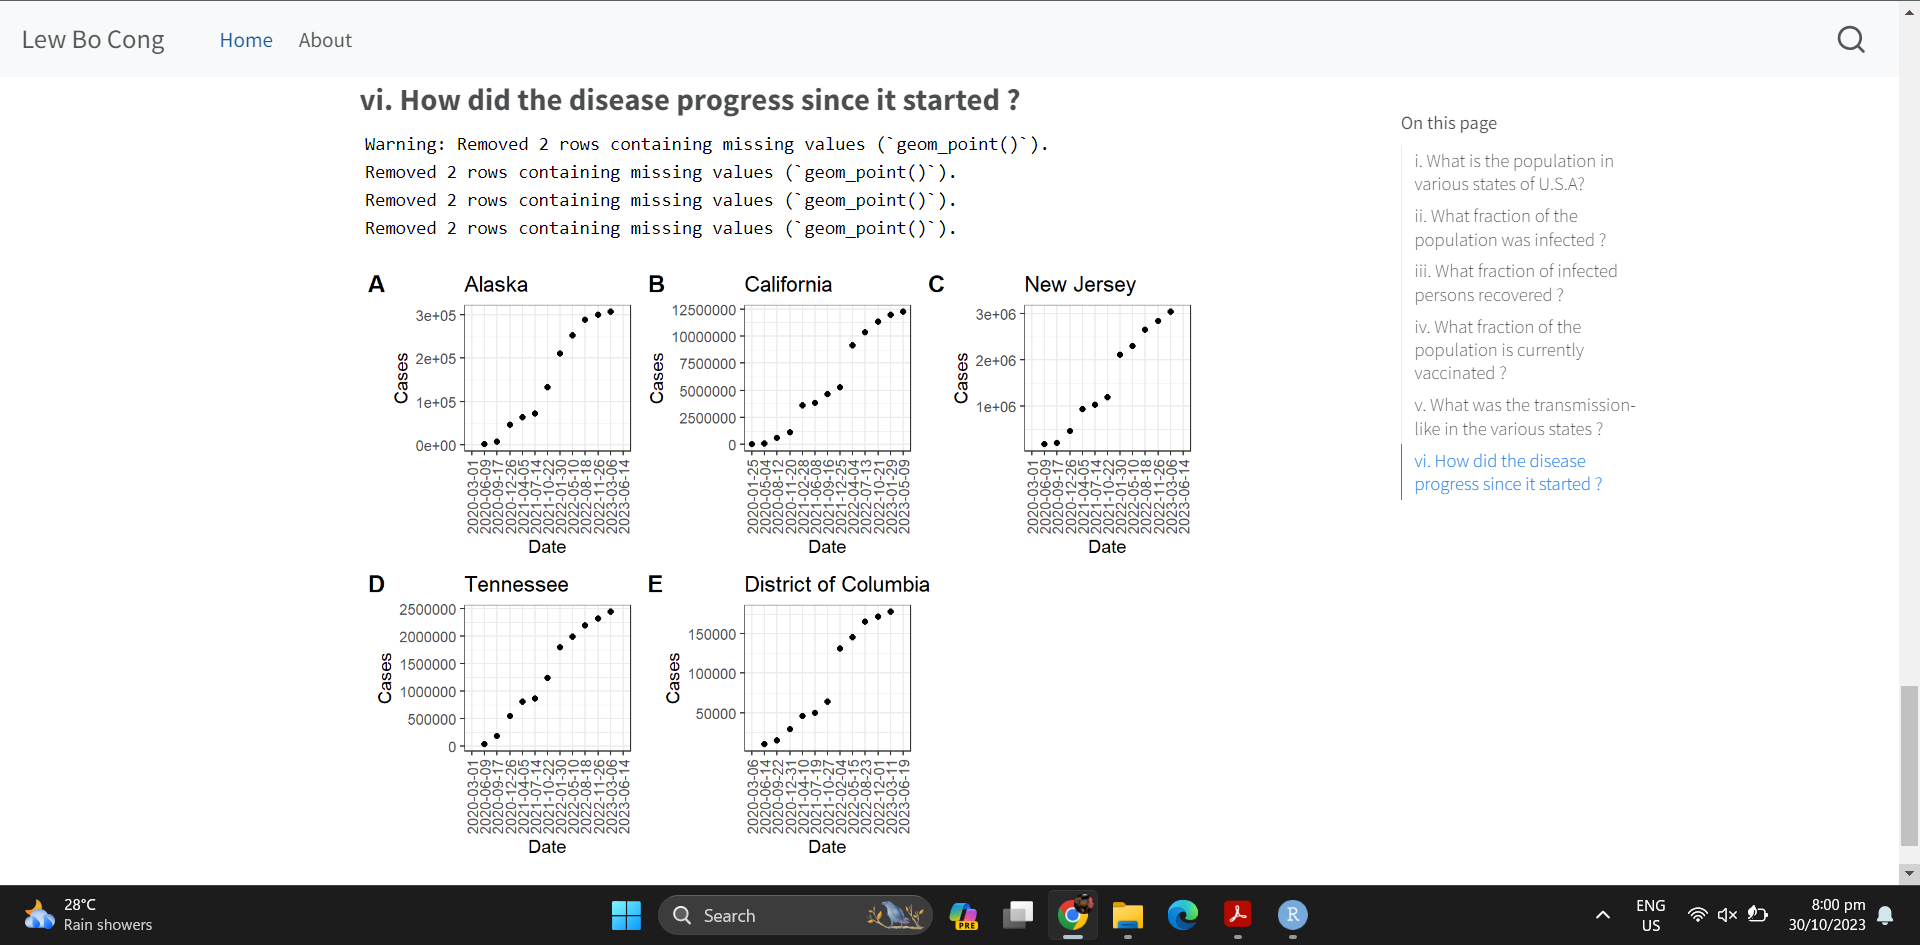 Lew Bo Cong Home About
vi. How did the disease progress since it started ?
Warning: Removed 2 rows containing missing values (`geom_point()`).
Removed 2 rows containing missing values (`geom_point()`).
Removed 2 rows containing missing values (`geom_point()`).
Removed 2 rows containing missing values (`geom_point()`).
On this page
i. What is the population in
various states of U.S.A?
ii. What fraction of the
population was infected ?
iii. What fraction of infected
persons recovered ?
iv. What fraction of the
population is currently
vaccinated ?
v. What was the transmission-
like in the various states ?
vi. How did the disease
progress since it started ?
A Alaska
Cases
3e+05
2e+05
1e+05
0e+00
2020-03-01
2020-06-09
2020-09-17
2020-12-26
2021-04-05
2021-07-14
2021-10-22
2022-01-30
2022-05-10
2022-08-18
2022-11-26
2023-03-06
2023-06-14
Date
B California
Cases
12500000
10000000
7500000
5000000
2500000
0
2020-01-25
2020-05-04
2020-08-12
2020-11-20
2021-02-28
2021-06-08
2021-09-16
2021-12-25
2022-04-04
2022-07-13
2022-10-21
2023-01-29
2023-05-09
Date
C New Jersey
Cases
3e+06
2e+06
1e+06
2020-03-01
2020-06-09
2020-09-17
2020-12-26
2021-04-05
2021-07-14
2021-10-22
2022-01-30
2022-05-10
2022-08-18
2022-11-26
2023-03-06
2023-06-14
Date
D Tennessee
Cases
2500000
2000000
1500000
1000000
500000
0
2020-03-01
2020-06-09
2020-09-17
2020-12-26
2021-04-05
2021-07-14
2021-10-22
2022-01-30
2022-05-10
2022-08-18
2022-11-26
2023-03-06
2023-06-14
Date
E District of Columbia
Cases
150000
100000
50000
2020-03-06
2020-06-14
2020-09-22
2020-12-31
2021-04-10
2021-07-19
2021-10-27
2022-02-04
2022-05-15
2022-08-23
2022-12-01
2023-03-11
2023-06-19
Date
28°C
Rain showers
Search
PRE
R
ENG
US
8:00 pm
30/10/2023